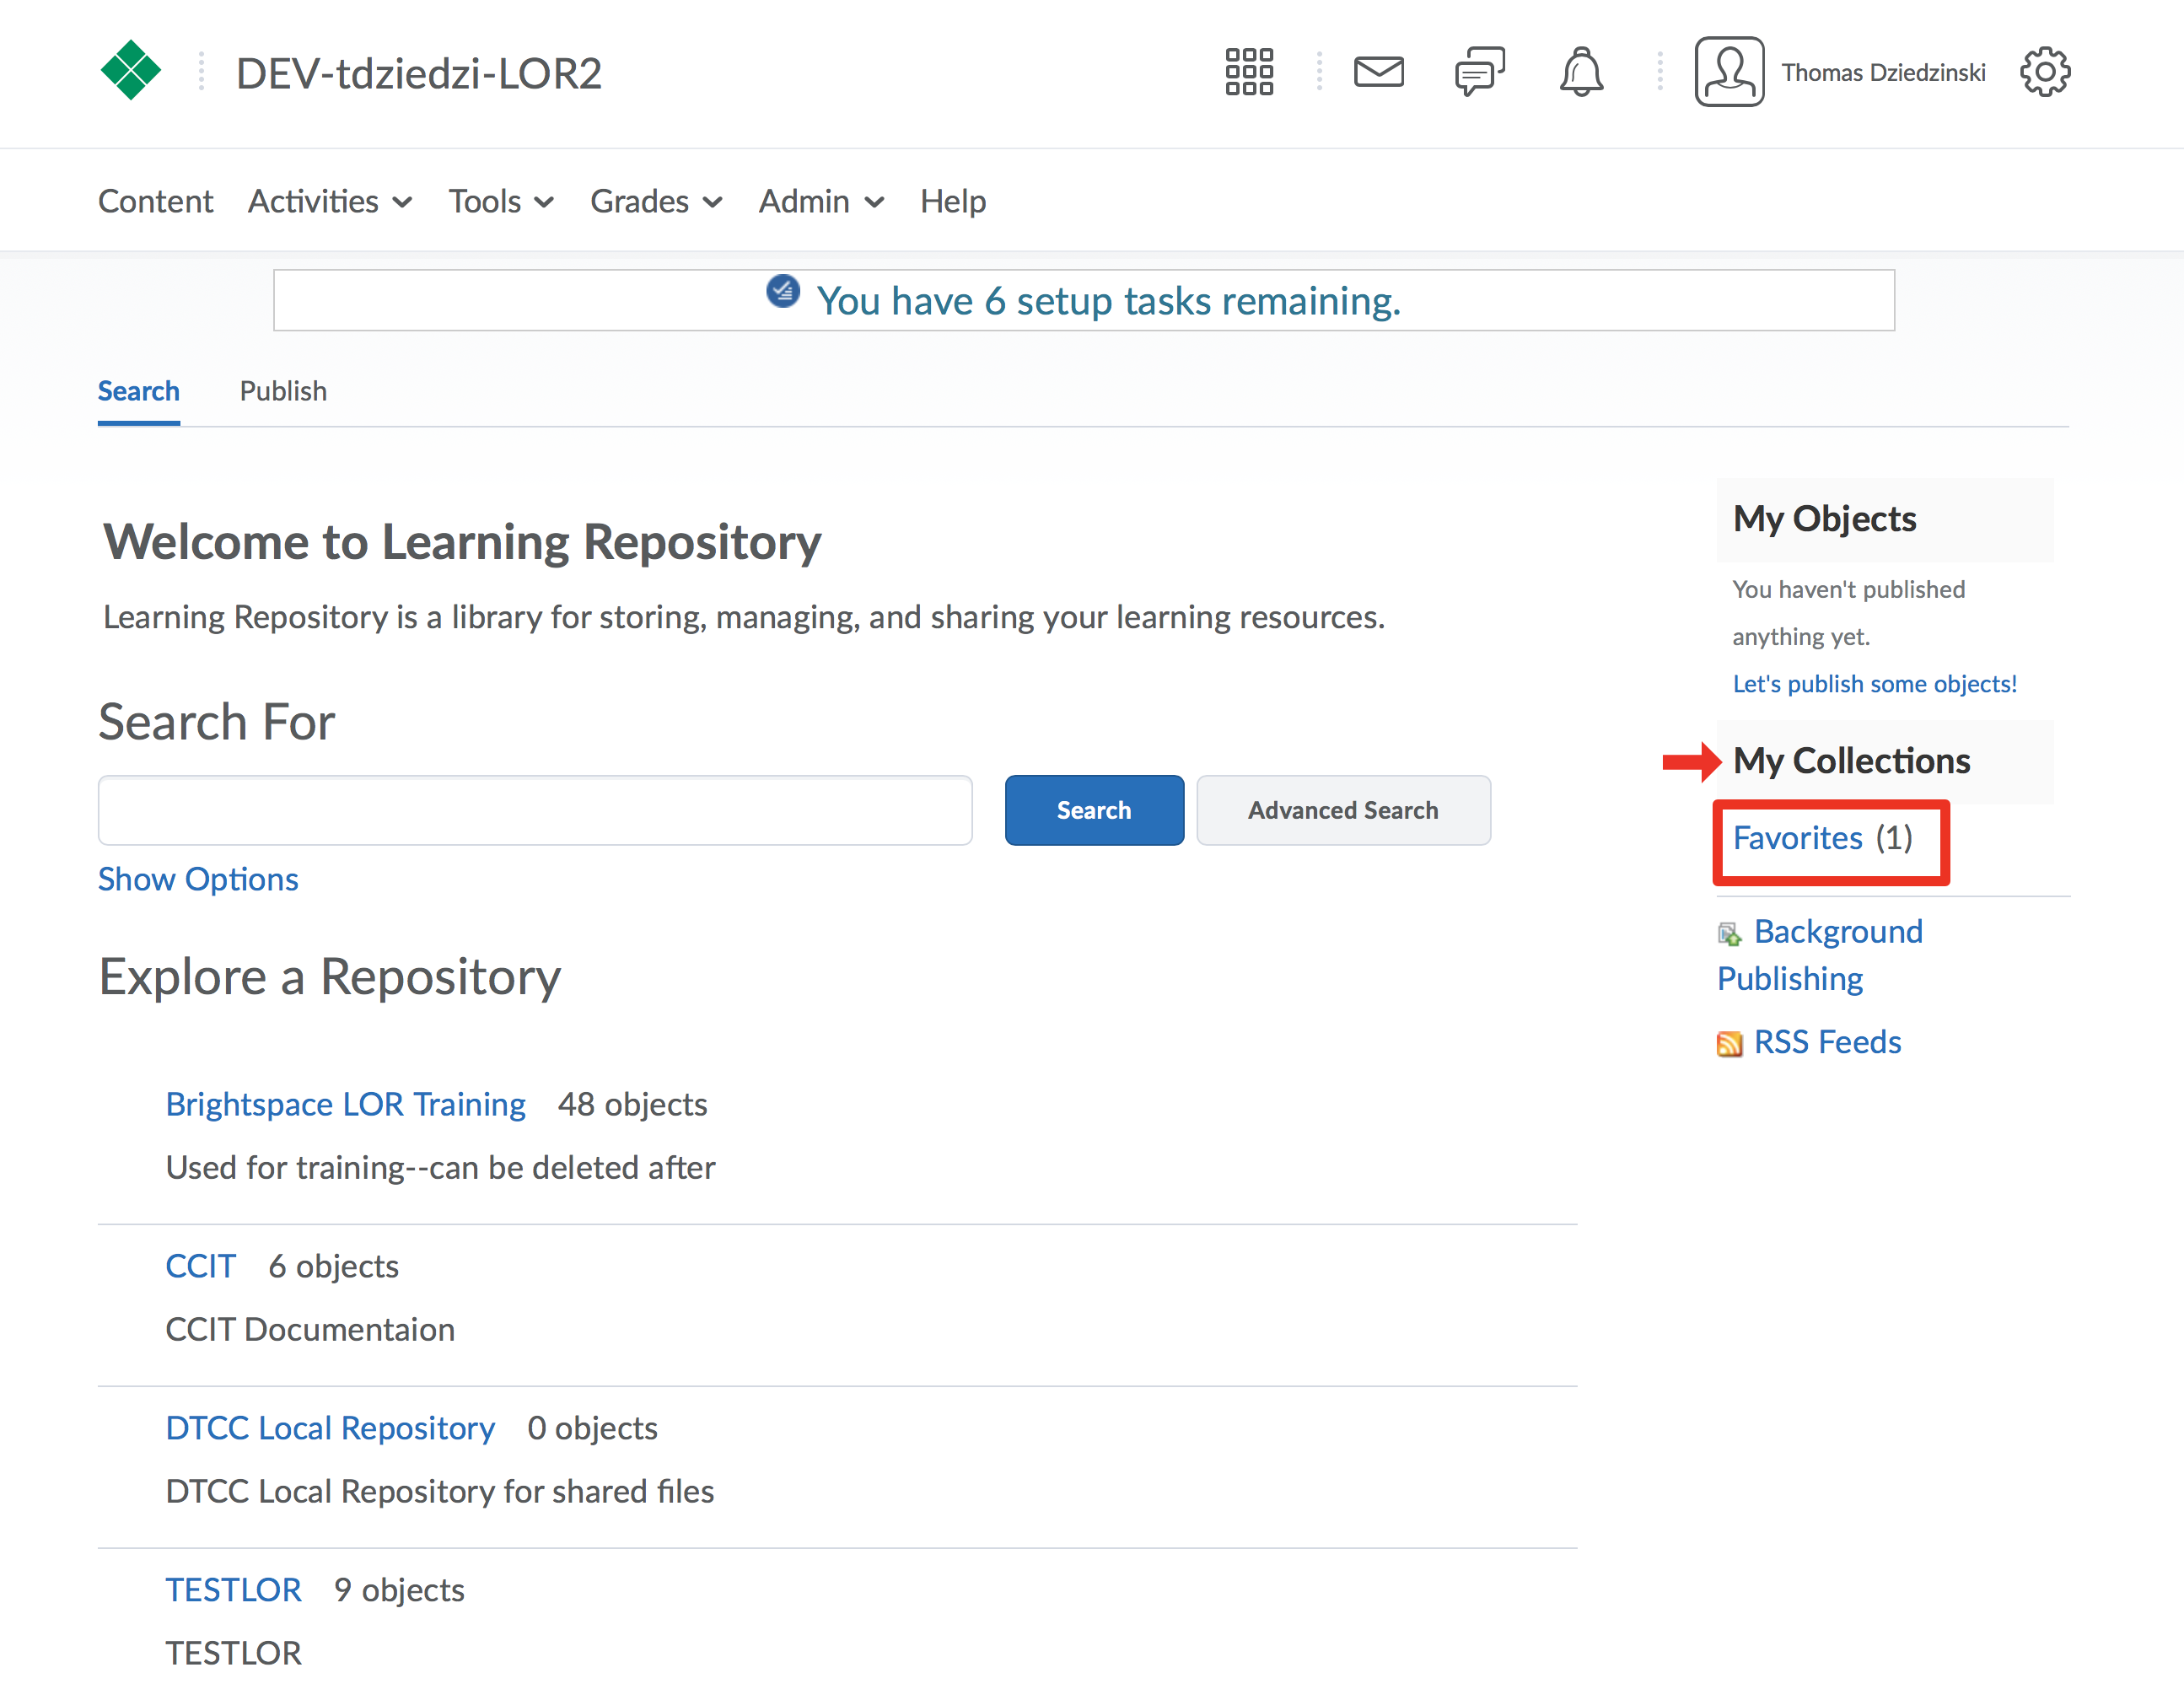 DEV-tdziedzi-LOR2
Thomas Dziedzinski
Content Activities Tools Grades Admin Help
You have 6 setup tasks remaining.
Search Publish
Welcome to Learning Repository
Learning Repository is a library for storing, managing, and sharing your learning resources.
Search For
Search Advanced Search
Show Options
Explore a Repository
Brightspace LOR Training 48 objects
Used for training--can be deleted after
CCIT 6 objects
CCIT Documentaion
DTCC Local Repository 0 objects
DTCC Local Repository for shared files
TESTLOR 9 objects
TESTLOR
My Objects
You haven't published
anything yet.
Let's publish some objects!
My Collections
Favorites (1)
Background
Publishing
RSS Feeds